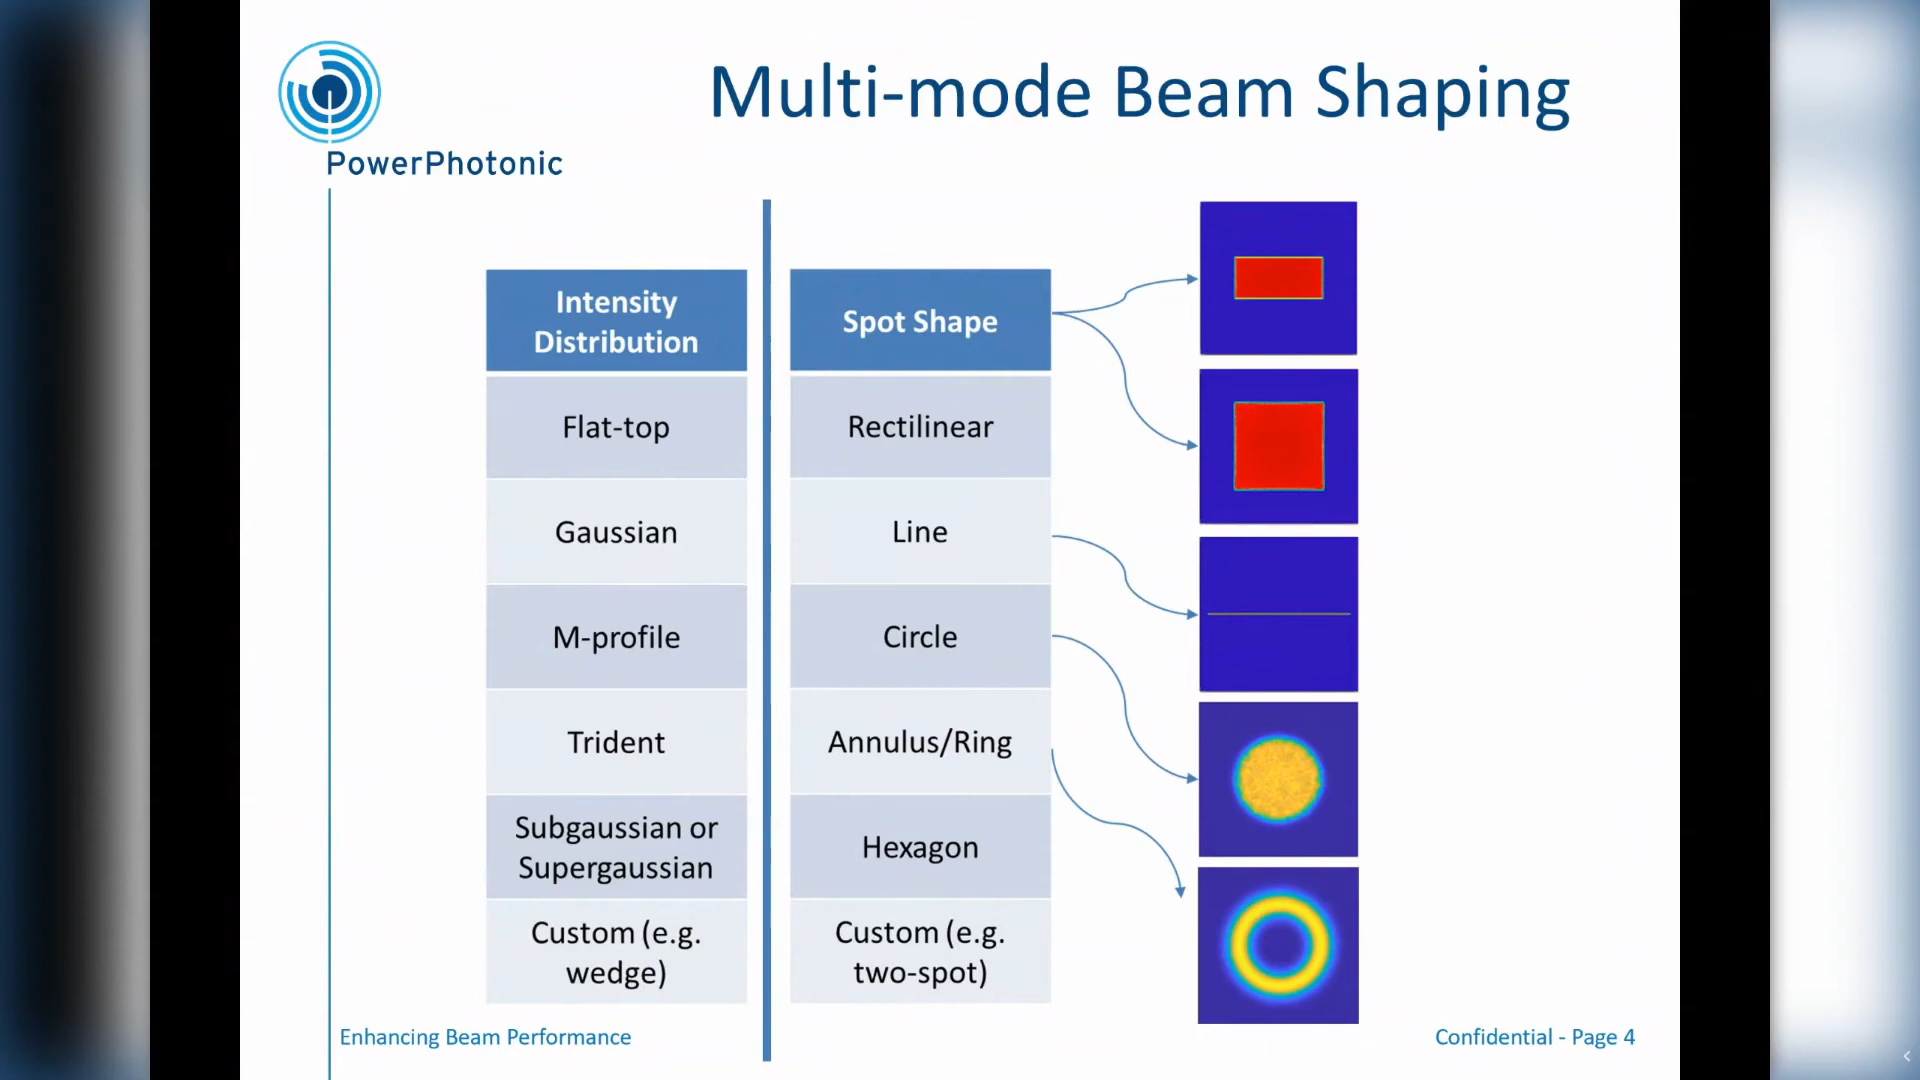 Multi-mode Beam Shaping
PowerPhotonic
Intensity
Distribution
Spot Shape
Flat-top
Rectilinear
Gaussian
Line
M-profile
Circle
Trident
Annulus/Ring
Subgaussian or
Supergaussian
Hexagon
Custom (e.g.
wedge)
Custom (e.g.
two-spot)
Enhancing Beam Performance
Confidential - Page 4